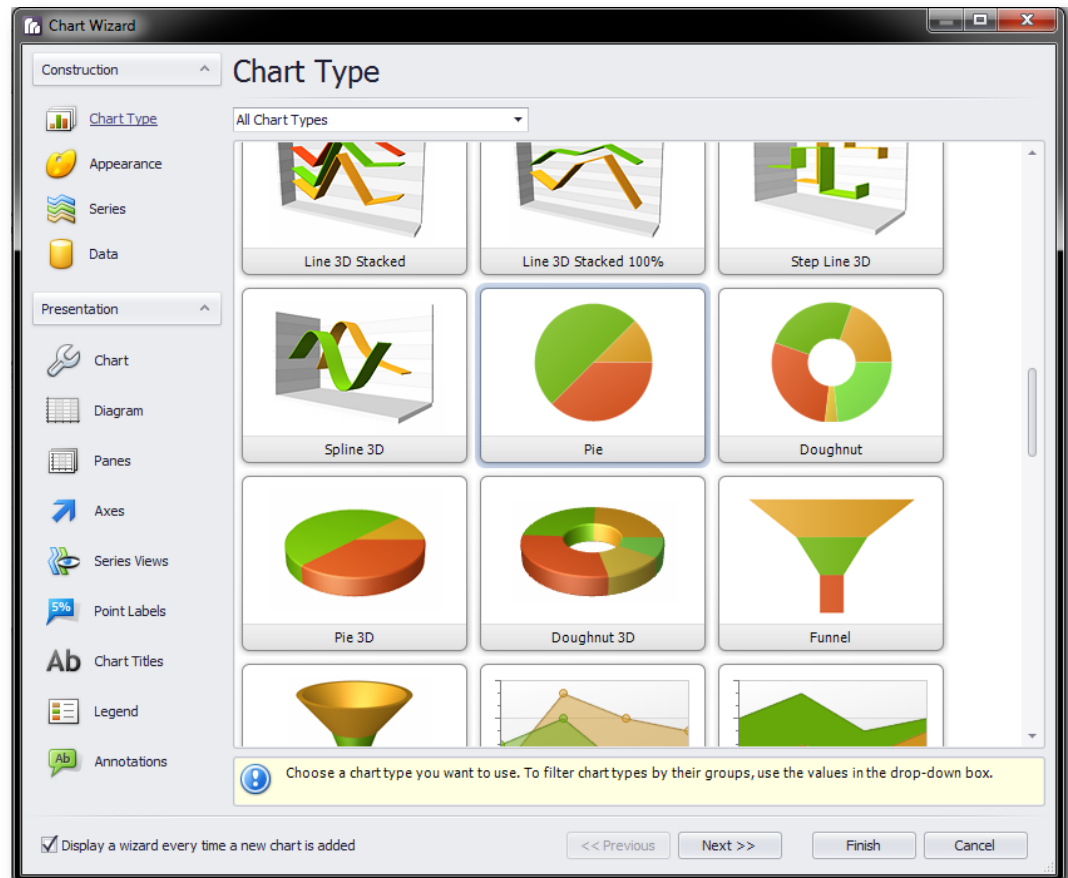 Chart Wizard
Construction
Chart Type
Appearance
Series
Data
Presentation
Chart
Diagram
Panes
Axes
Series Views
5%
Point Labels
Ab
Chart Titles
Legend
Ab
Annotations
Chart Type
All Chart Types
Line 3D Stacked
Line 3D Stacked 100%
Step Line 3D
Spline 3D
Pie
Doughnut
Pie 3D
Doughnut 3D
Funnel
Choose a chart type you want to use. To filter chart types by their groups, use the values in the drop-down box.
Display a wizard every time a new chart is added
<< Previous
Next >>
Finish
Cancel